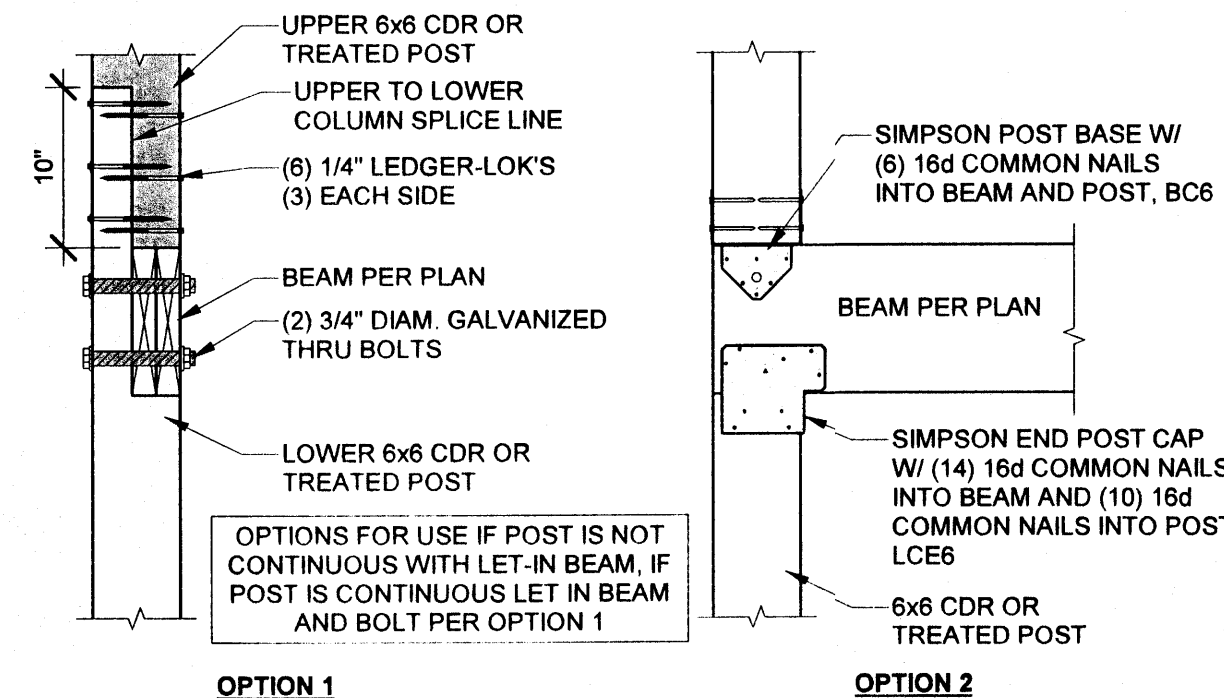 UPPER 6x6 CDR OR
TREATED POST
UPPER TO LOWER
COLUMN SPLICE LINE
10"
(6) 1/4" LEDGER-LOK'S
(3) EACH SIDE
BEAM PER PLAN
(2) 3/4" DIAM. GALVANIZED
THRU BOLTS
LOWER 6x6 CDR OR
TREATED POST
OPTIONS FOR USE IF POST IS NOT
CONTINUOUS WITH LET-IN BEAM, IF
POST IS CONTINUOUS LET IN BEAM
AND BOLT PER OPTION 1
OPTION 1
SIMPSON POST BASE W/
(6) 16d COMMON NAILS
INTO BEAM AND POST, BC6
BEAM PER PLAN
SIMPSON END POST CAP
W/ (14) 16d COMMON NAILS
INTO BEAM AND (10) 16d
COMMON NAILS INTO POST
LCE6
6x6 CDR OR
TREATED POST
OPTION 2